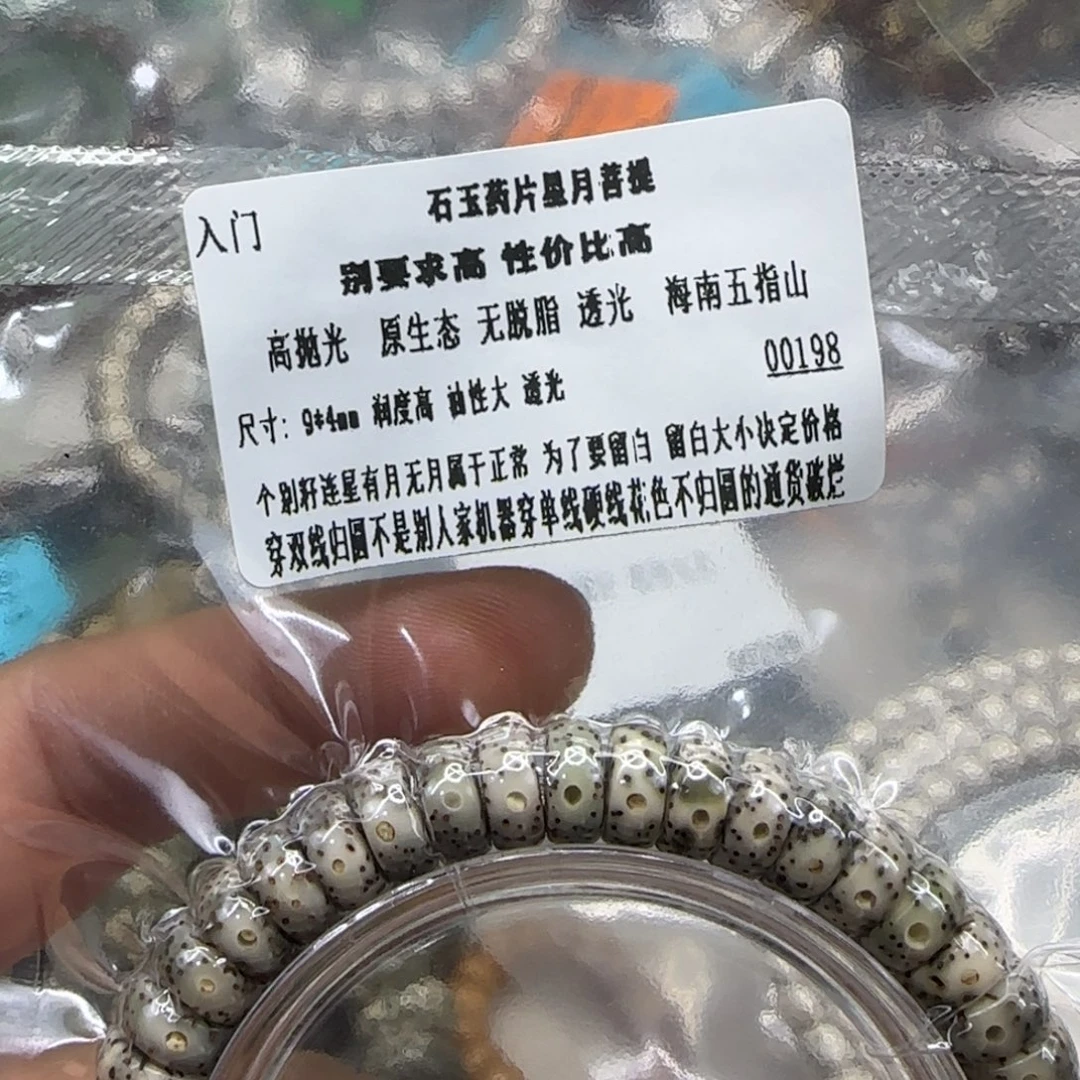 石玉药片星月菩提
入门
别要求高 性价比高
高抛光 原生态 无脱脂 透光 海南五指山
00198
尺寸: 9*4mm 润度高 油性大 透光
个别籽连星有月无月属于正常 为了要留白 留白大小决定价格
穿双线归圆不是别人家机器穿单线硬线花色不归圆的通货破烂